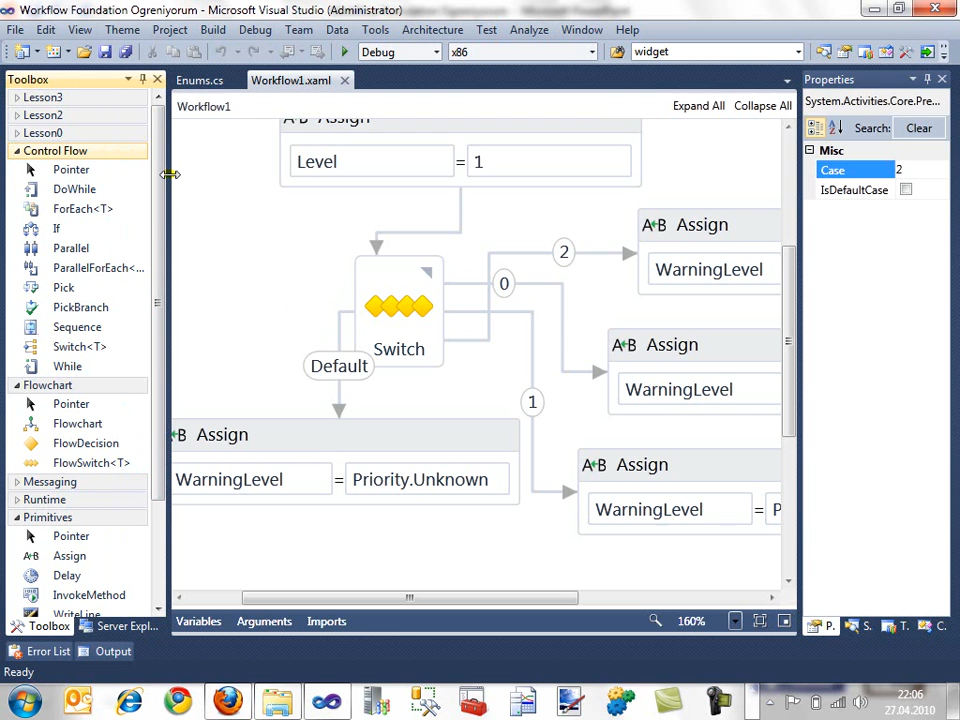 Workflow Foundation Ogreniyorum - Microsoft Visual Studio (Administrator)
File Edit View Theme Project Build Debug Team Data Tools Architecture Test Analyze Window Help
Debug x86 widget
Toolbox
Lesson3
Lesson2
Lesson0
Control Flow
Pointer
DoWhile
ForEach<T>
If
Parallel
ParallelForEach<...
Pick
PickBranch
Sequence
Switch<T>
While
Flowchart
Pointer
Flowchart
FlowDecision
FlowSwitch<T>
Messaging
Runtime
Primitives
Pointer
Assign
Delay
InvokeMethod
WriteLine
Toolbox Server Expl...
Enums.cs Workflow1.xaml
Workflow1 Expand All Collapse All
A+B Assign
Level = 1
2
A+B Assign
WarningLevel
0
Switch
A+B Assign
WarningLevel
Default
1
B Assign
WarningLevel = Priority.Unknown
A+B Assign
WarningLevel = P
Variables Arguments Imports 160%
Properties
System.Activities.Core.Pre...
Search: Clear
Misc
Case 2
IsDefaultCase
P. S. T. C.
Error List Output
Ready
22:06
27.04.2010